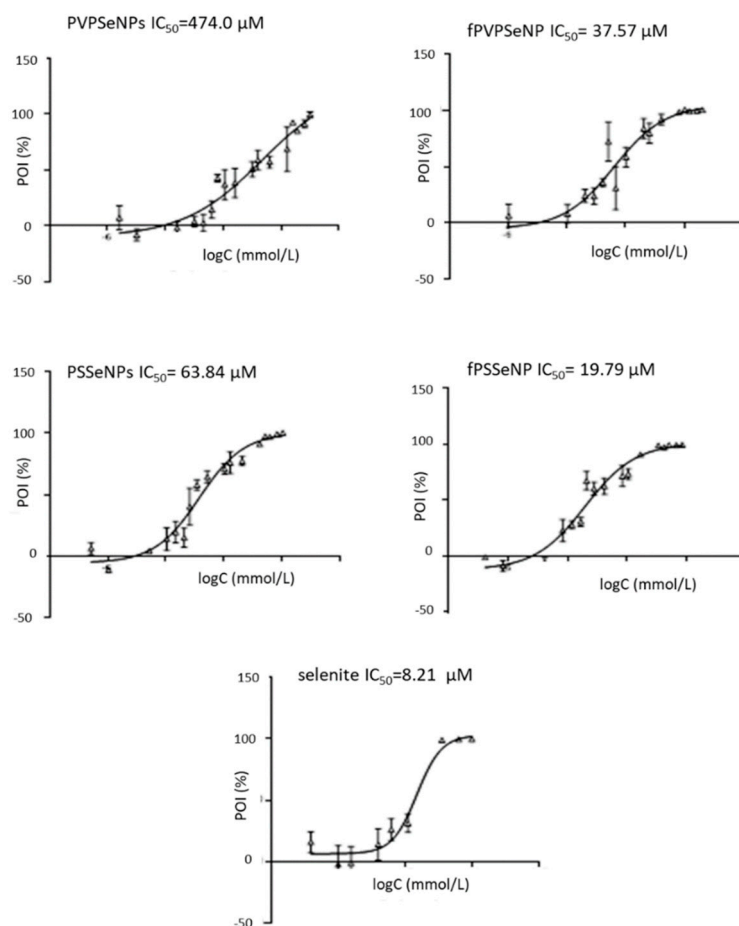 PVPSeNPs IC50=474.0 µM
fPVPSeNP IC50= 37.57 µM
150
100
50
0
-50
POI (%)
logC (mmol/L)
150
100
50
0
-50
POI (%)
logC (mmol/L)
PSSeNPs IC50= 63.84 µM
fPSSeNP IC50= 19.79 µM
150
100
50
0
-50
POI (%)
logC (mmol/L)
150
100
50
0
-50
POI (%)
logC (mmol/L)
selenite IC50=8.21 µM
150
100
50
0
-50
POI (%)
logC (mmol/L)